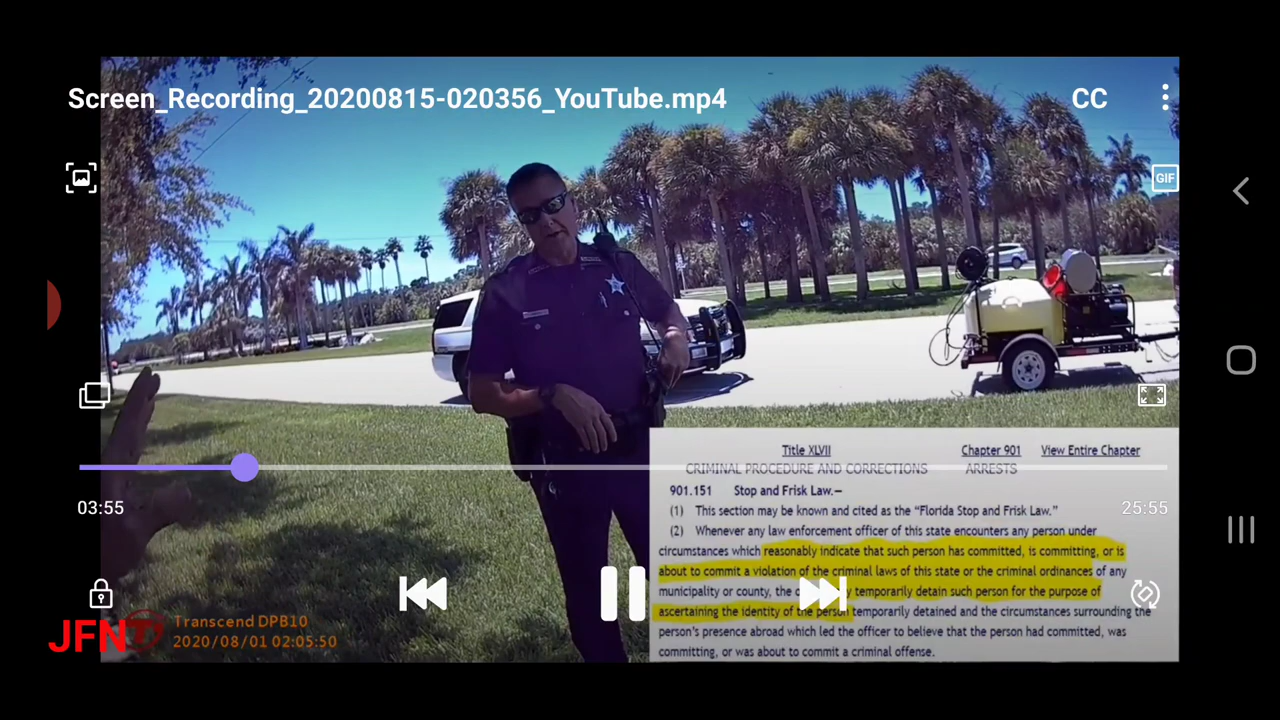 Screen_Recording_20200815-020356_YouTube.mp4
CC
GIF
Title XLVII Chapter 901 View Entire Chapter
CRIMINAL PROCEDURE AND CORRECTIONS ARRESTS
03:55
25:55
901.151 Stop and Frisk Law.—
(1) This section may be known and cited as the “Florida Stop and Frisk Law.”
(2) Whenever any law enforcement officer of this state encounters any person under
circumstances which reasonably indicate that such person has committed, is committing, or is
about to commit a violation of the criminal laws of this state or the criminal ordinances of any
municipality or county, the temporarily detain such person for the purpose of
ascertaining the identity of the person temporarily detained and the circumstances surrounding the
person's presence abroad which led the officer to believe that the person had committed, was
committing, or was about to commit a criminal offense.
JFN
Transcend DPB10
2020/08/01 02:05:50